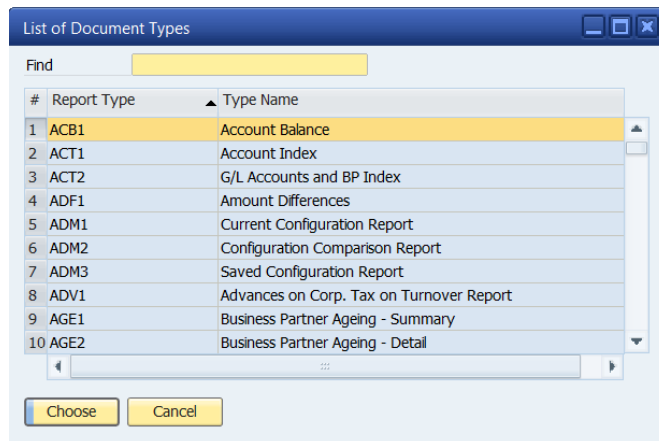 List of Document Types
Find
# Report Type Type Name
1 ACB1 Account Balance
2 ACT1 Account Index
3 ACT2 G/L Accounts and BP Index
4 ADF1 Amount Differences
5 ADM1 Current Configuration Report
6 ADM2 Configuration Comparison Report
7 ADM3 Saved Configuration Report
8 ADV1 Advances on Corp. Tax on Turnover Report
9 AGE1 Business Partner Ageing - Summary
10 AGE2 Business Partner Ageing - Detail
Choose Cancel